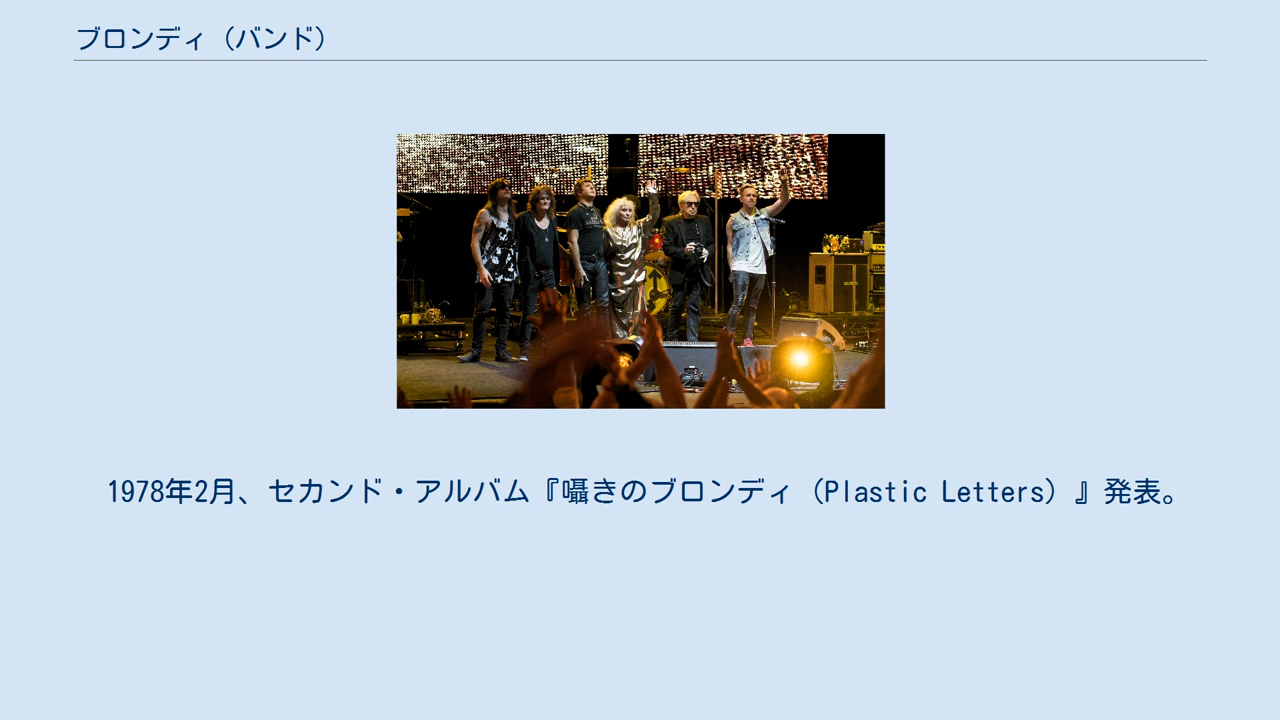 ブロンディ（バンド）
1978年2月、セカンド・アルバム『囁きのブロンディ（Plastic Letters）』発表。